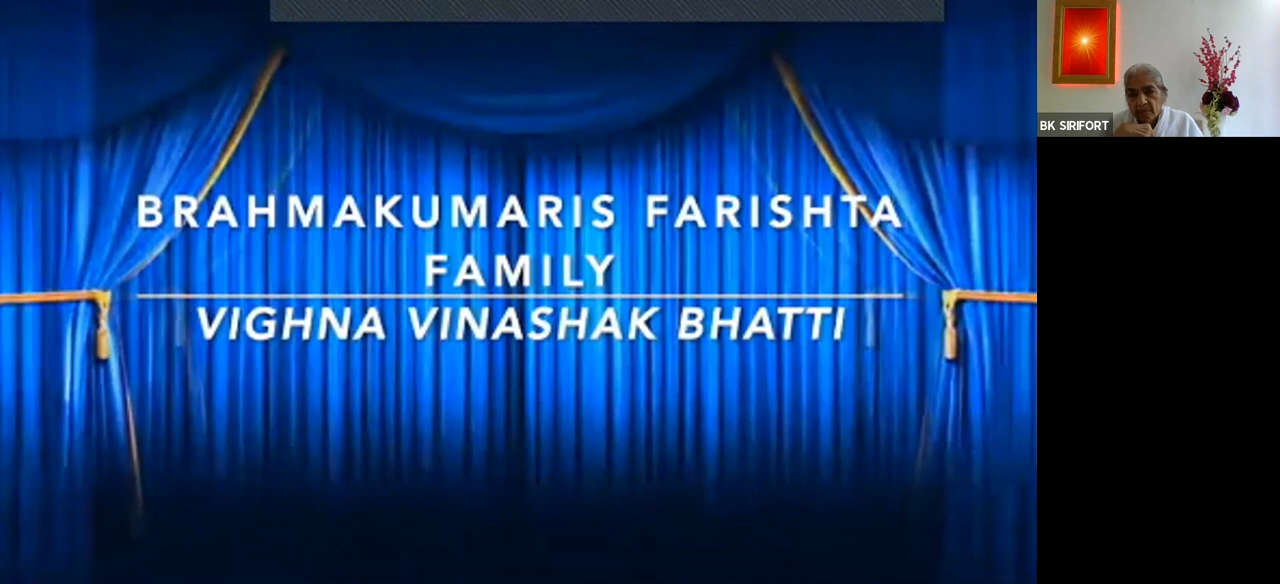 BRAHMAKUMARIS FARISHTA
FAMILY
VIGHNA VINASHAK BHATTI
BK SIRIFORT